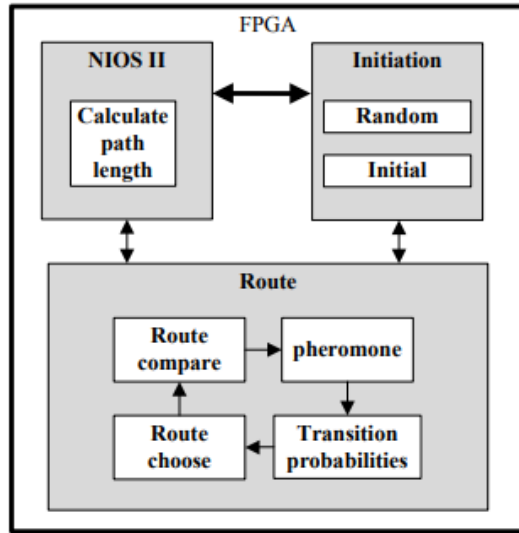 FPGA
NIOS II
Calculate
path
length
Initiation
Random
Initial
Route
Route
compare
pheromone
Route
choose
Transition
probabilities